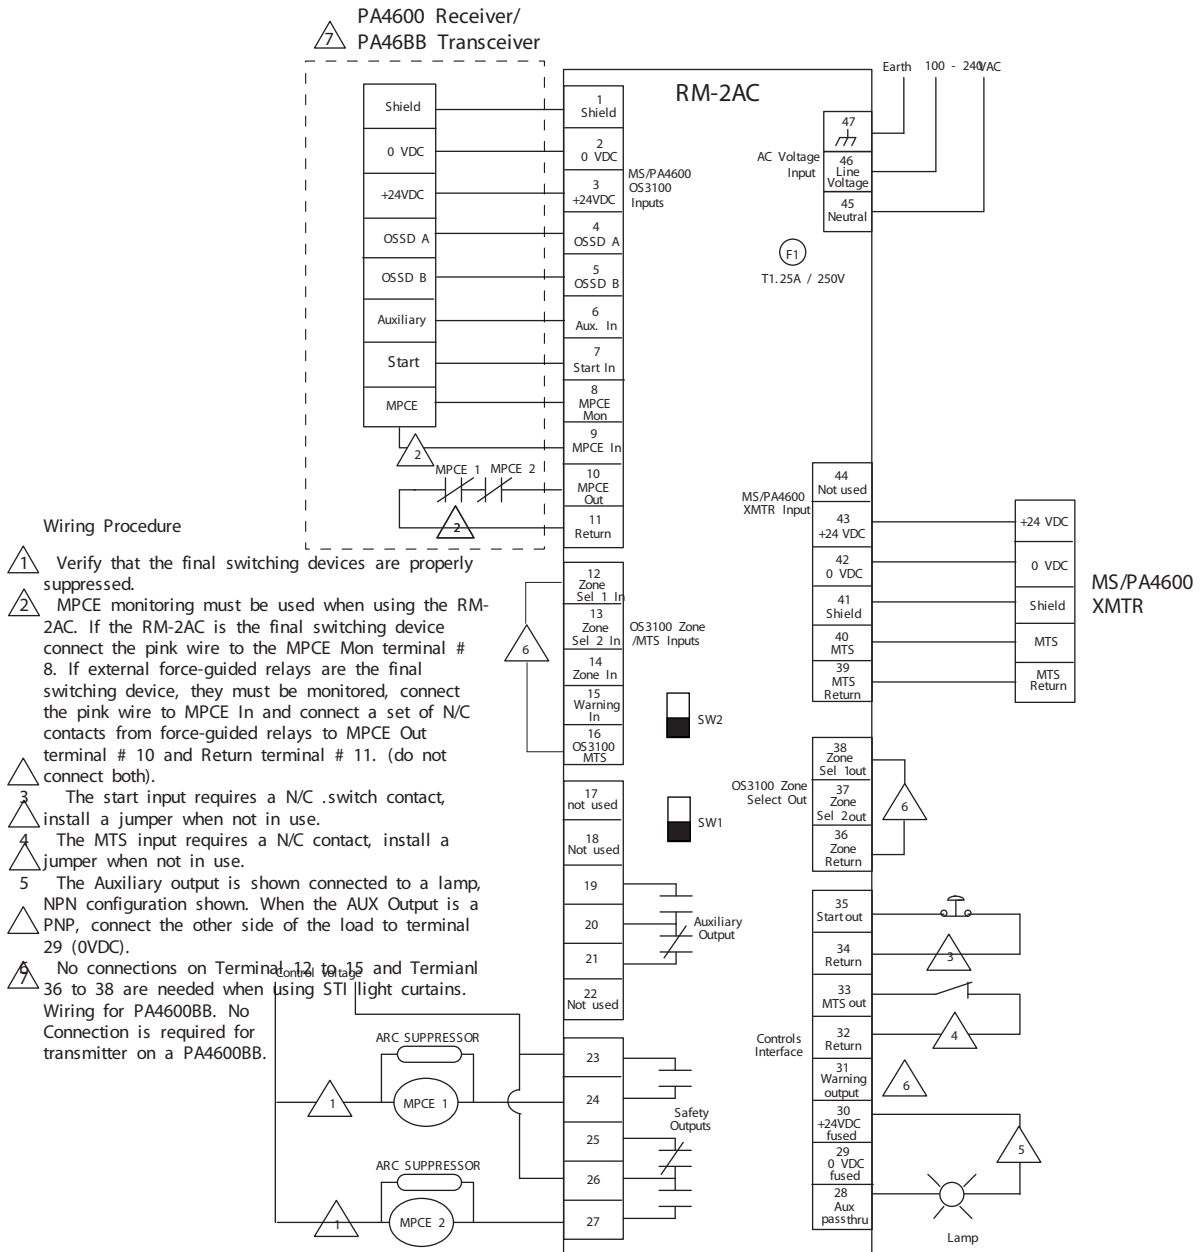 PA4600 Receiver/
7 PA46BB Transceiver
Shield
0 VDC
+24VDC
OSSD A
OSSD B
Auxiliary
Start
MPCE
2
MPCE 1 MPCE 2
2
RM-2AC
1
Shield
2
0 VDC
3
+24VDC
4
OSSD A
5
OSSD B
6
Aux. In
7
Start In
8
MPCE
Mon
9
MPCE In
10
MPCE
Out
11
Return
MS/PA4600
OS3100
Inputs
Earth 100 - 240VAC
47
46
Line
Voltage
45
Neutral
AC Voltage
Input
F1
T1.25A / 250V
Wiring Procedure
1 Verify that the final switching devices are properly
suppressed.
2 MPCE monitoring must be used when using the RM-
2AC. If the RM-2AC is the final switching device
connect the pink wire to the MPCE Mon terminal #
8. If external force-guided relays are the final
switching device, they must be monitored, connect
the pink wire to MPCE In and connect a set of N/C
contacts from force-guided relays to MPCE Out
terminal # 10 and Return terminal # 11. (do not
connect both).
3 The start input requires a N/C .switch contact,
install a jumper when not in use.
4 The MTS input requires a N/C contact, install a
jumper when not in use.
5 The Auxiliary output is shown connected to a lamp,
NPN configuration shown. When the AUX Output is a
PNP, connect the other side of the load to terminal
29 (0VDC).
6 No connections on Terminal 12 to 15 and Termianl
7 36 to 38 are needed when using STI light curtains.
Wiring for PA4600BB. No
Connection is required for
transmitter on a PA4600BB.
Control Voltage
12
Zone
Sel 1 In
13
Zone
Sel 2 In
14
Zone In
15
Warning
In
16
OS3100
MTS
OS3100 Zone
/MTS Inputs
6
SW2
SW1
17
not used
18
Not used
19
20
21
22
Not used
Auxiliary
Output
23
24
25
26
27
Safety
Outputs
ARC SUPPRESSOR
1
MPCE 1
ARC SUPPRESSOR
1
MPCE 2
MS/PA4600
XMTR Input
44
Not used
43
+24 VDC
42
0 VDC
41
Shield
40
MTS
39
MTS
Return
+24 VDC
0 VDC
Shield
MTS
MTS
Return
MS/PA4600
XMTR
OS3100 Zone
Select Out
38
Zone
Sel 1out
37
Zone
Sel 2out
36
Zone
Return
6
Controls
Interface
35
Start out
34
Return
33
MTS out
32
Return
31
Warning
output
30
+24VDC
fused
29
0 VDC
fused
28
Aux
passthru
3
4
6
5
Lamp